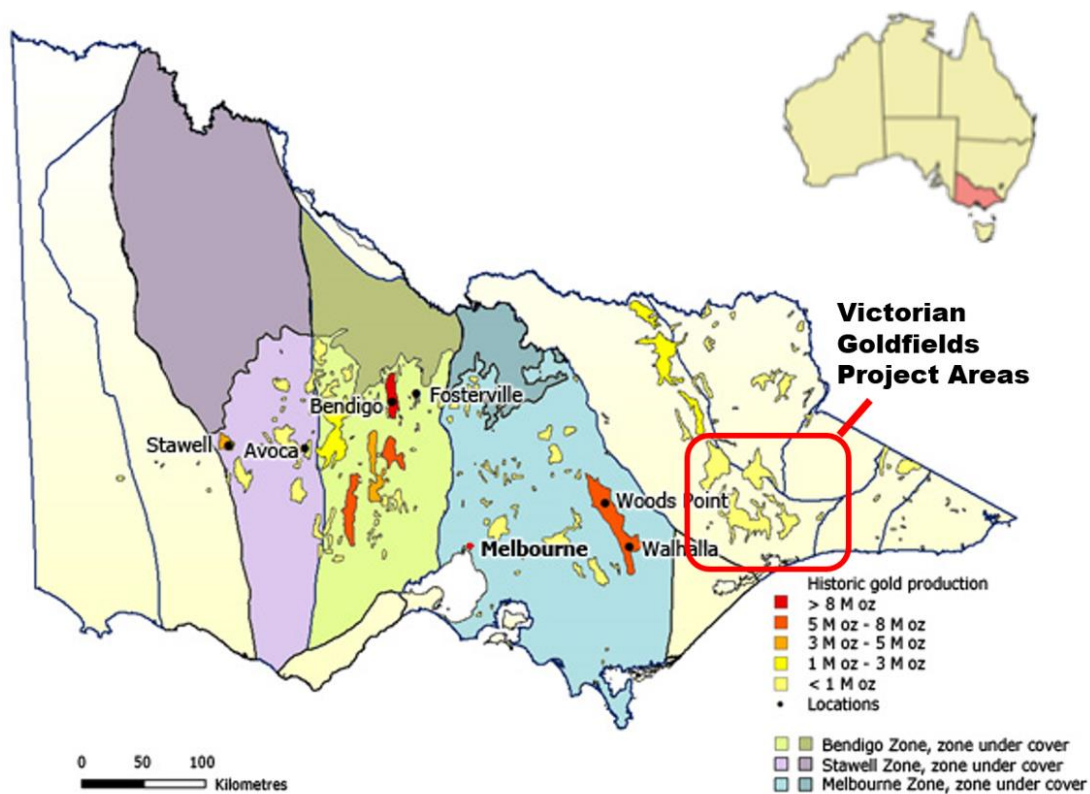 Victorian
Goldfields
Project Areas
Bendigo
Fosterville
Stawell
Avoca
Woods Point
Melbourne
Walhalla
Historic gold production
> 8 M oz
5 M oz - 8 M oz
3 M oz - 5 M oz
1 M oz - 3 M oz
< 1 M oz
Locations
Bendigo Zone, zone under cover
Stawell Zone, zone under cover
Melbourne Zone, zone under cover
0 50 100
Kilometres